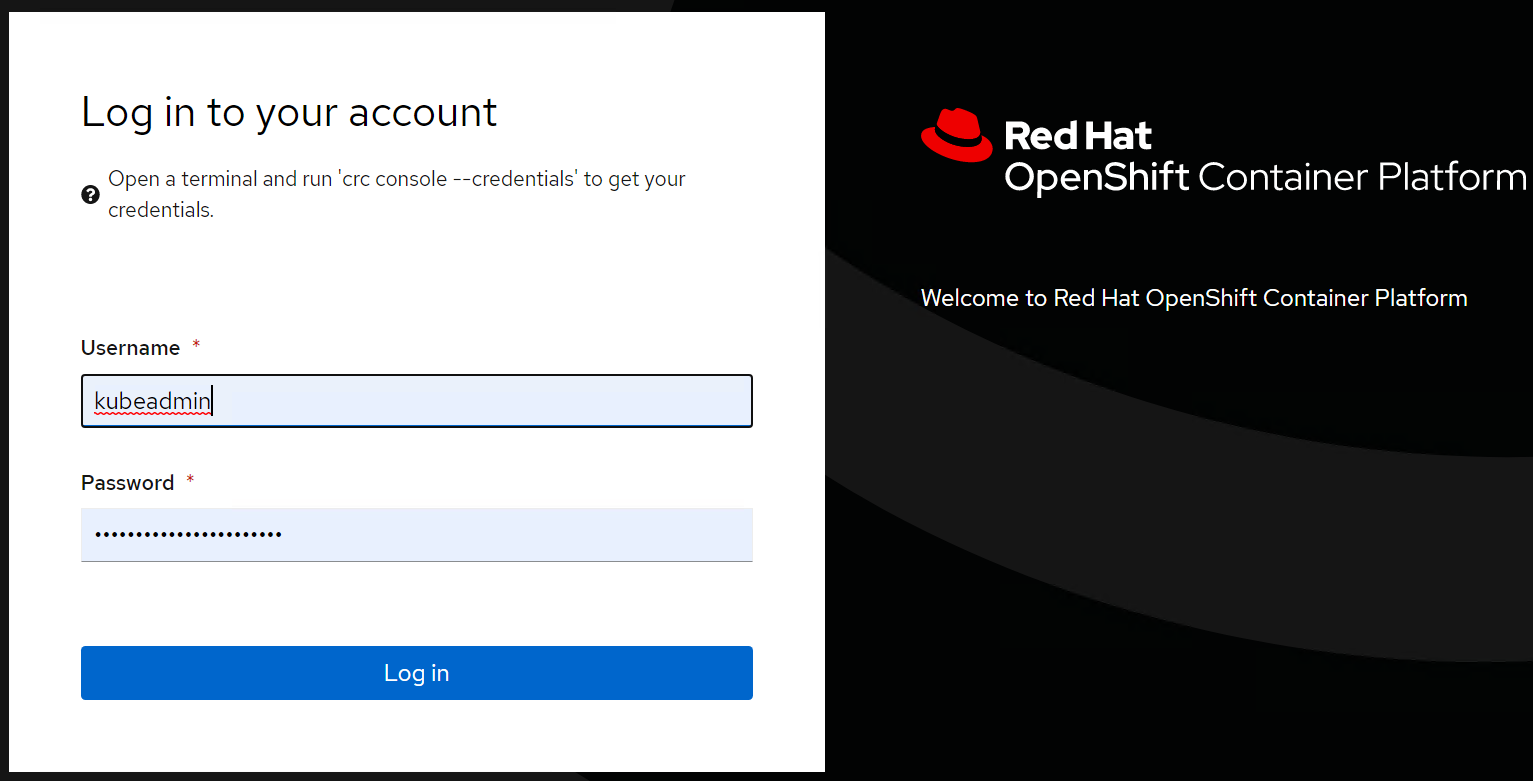 Log in to your account
Open a terminal and run 'crc console --credentials' to get your
credentials.
Username *
kubeadmin
Password *
•••••••••••••••••••••••
Log in
Red Hat
OpenShift Container Platform
Welcome to Red Hat OpenShift Container Platform